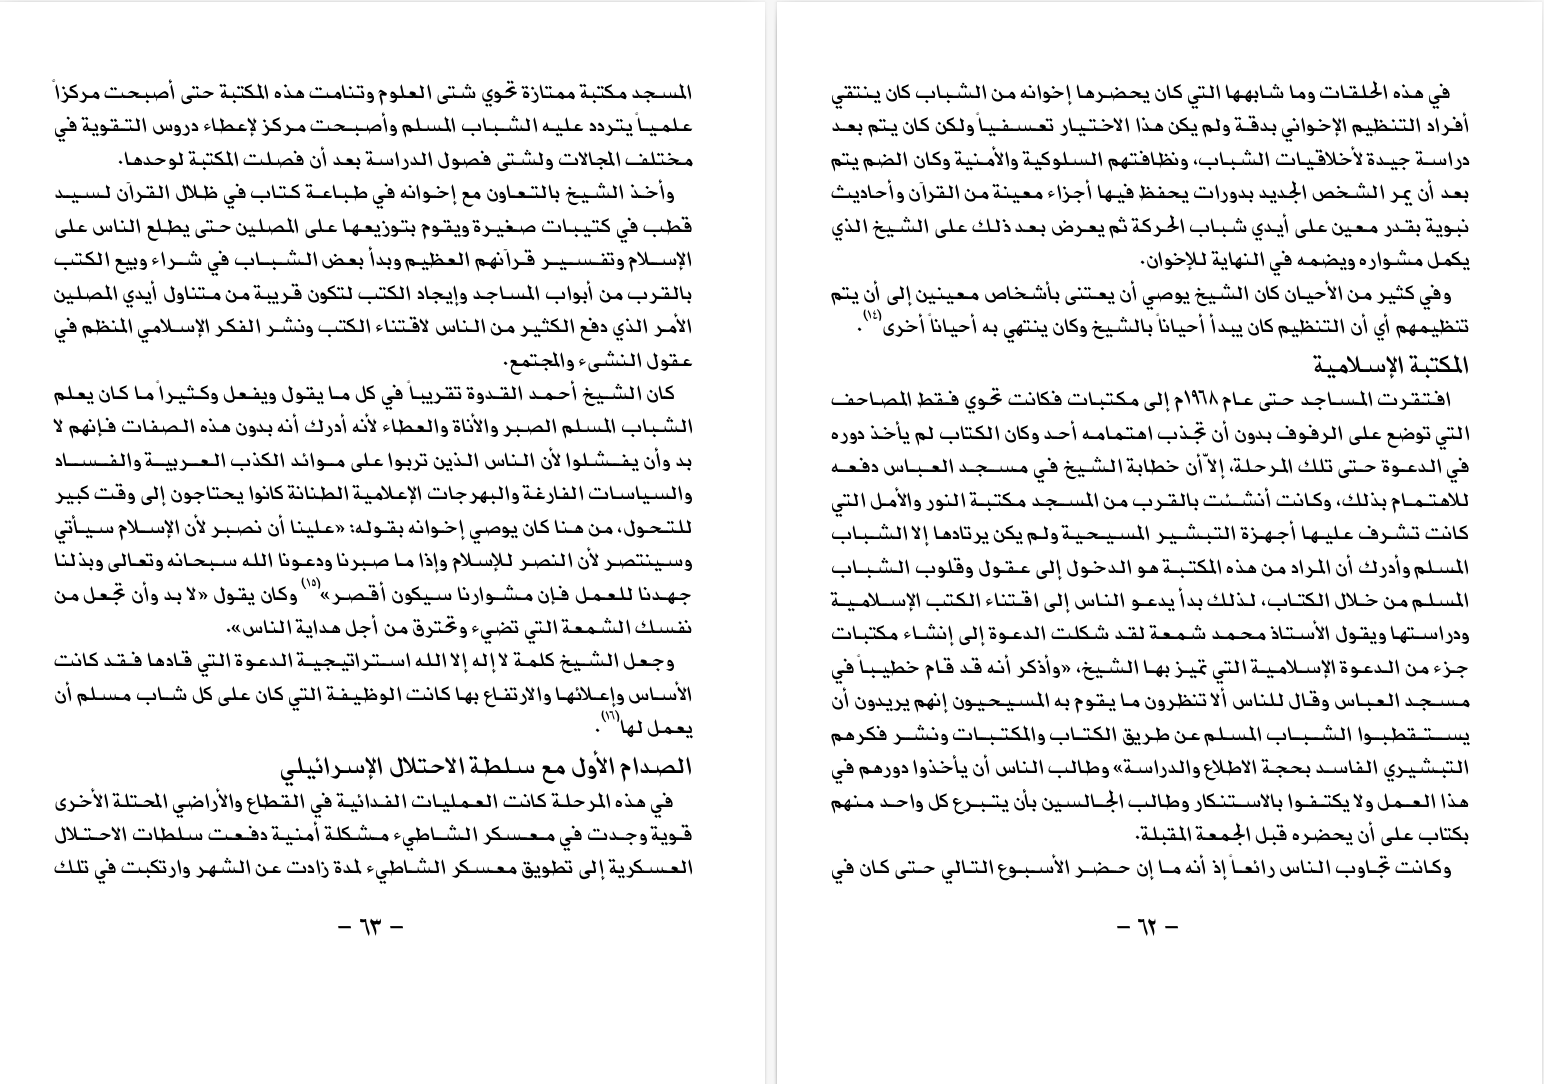 في هذه الحلقات وما شابهها التي كان يحضرها إخوانه من الشباب كان ينتقي
أفراد التنظيم الإخواني بدقة ولم يكن هذا الاختيار تعسفياً ولكن كان يتم بعد
دراسة جيدة لأخلاقيات الشباب، ونظافتهم السلوكية والأمنية وكان الضم يتم
بعد أن يمر الشخص الجديد بدورات يحفظ فيها أجزاء معينة من القرآن وأحاديث
نبوية بقدر معين على أيدي شباب الحركة ثم يعرض بعد ذلك على الشيخ الذي
يكمل مشواره ويضمه في النهاية للإخوان.
وفي كثير من الأحيان كان الشيخ يوصي أن يعتنى بأشخاص معينين إلى أن يتم
تنظيمهم أي أن التنظيم كان يبدأ أحياناً بالشيخ وكان ينتهي به أحياناً أخرى(١٤).
المكتبة الإسلامية
افتقرت المساجد حتى عام ١٩٦٨م إلى مكتبات فكانت تحوي فقط المصاحف
التي توضع على الرفوف بدون أن تجذب اهتمامه أحد وكان الكتاب لم يأخذ دوره
في الدعوة حتى تلك المرحلة، إلاّ أن خطابة الشيخ في مسجد العباس دفعه
للاهتمام بذلك، وكانت أنشئت بالقرب من المسجد مكتبة النور والأمل التي
كانت تشرف عليها أجهزة التبشير المسيحية ولم يكن يرتادها إلا الشباب
المسلم وأدرك أن المراد من هذه المكتبة هو الدخول إلى عقول وقلوب الشباب
المسلم من خلال الكتاب، لذلك بدأ يدعو الناس إلى اقتناء الكتب الإسلامية
ودراستها ويقول الأستاذ محمد شمعة لقد شكلت الدعوة إلى إنشاء مكتبات
جزء من الدعوة الإسلامية التي تميز بها الشيخ، «وأذكر أنه قد قام خطيباً في
مسجد العباس وقال للناس ألا تنظرون ما يقوم به المسيحيون إنهم يريدون أن
يستقطبوا الشباب المسلم عن طريق الكتاب والمكتبات ونشر فكرهم
التبشيري الفاسد بحجة الاطلاع والدراسة» وطالب الناس أن يأخذوا دورهم في
هذا العمل ولا يكتفوا بالاستنكار وطالب الجالسين بأن يتبرع كل واحد منهم
بكتاب على أن يحضره قبل الجمعة المقبلة.
وكانت تجاوب الناس رائعاً إذ أنه ما إن حضر الأسبوع التالي حتى كان في
– ٦٢ –
المسجد مكتبة ممتازة تحوي شتى العلوم وتنامت هذه المكتبة حتى أصبحت مركزاً
علمياً يتردد عليه الشباب المسلم وأصبحت مركز لإعطاء دروس التقوية في
مختلف المجالات ولشتى فصول الدراسة بعد أن فصلت المكتبة لوحدها.
وأخذ الشيخ بالتعاون مع إخوانه في طباعة كتاب في ظلال القرآن لسيد
قطب في كتيبات صغيرة ويقوم بتوزيعها على المصلين حتى يطلع الناس على
الإسلام وتفسير قرآنهم العظيم وبدأ بعض الشباب في شراء وبيع الكتب
بالقرب من أبواب المساجد وإيجاد الكتب لتكون قريبة من متناول أيدي المصلين
الأمر الذي دفع الكثير من الناس لاقتناء الكتب ونشر الفكر الإسلامي المنظم في
عقول النشيء والمجتمع.
كان الشيخ أحمد القدوة تقريباً في كل ما يقول ويفعل وكثيراً ما كان يعلم
الشباب المسلم الصبر والأناة والعطاء لأنه أدرك أنه بدون هذه الصفات فإنهم لا
بد وأن يفشلوا لأن الناس الذين تربوا على موائد الكذب العربية والفساد
والسياسات الفارغة والبهرجات الإعلامية الطنانة كانوا يحتاجون إلى وقت كبير
للتحول، من هنا كان يوصي إخوانه بقوله: «علينا أن نصبر لأن الإسلام سيأتي
وسينتصر لأن النصر للإسلام وإذا ما صبرنا ودعونا الله سبحانه وتعالى وبذلنا
جهدنا للعمل فإن مشوارنا سيكون أقصر»(١٥) وكان يقول «لا بد وأن تجعل من
نفسك الشمعة التي تضيء وتحترق من أجل هداية الناس».
وجعل الشيخ كلمة لا إله إلا الله استراتيجية الدعوة التي قادها فقد كانت
الأساس وإعلائها والارتفاع بها كانت الوظيفة التي كان على كل شاب مسلم أن
يعمل لها(١٦).
الصدام الأول مع سلطة الاحتلال الإسرائيلي
في هذه المرحلة كانت العمليات الفدائية في القطاع والأراضي المحتلة الأخرى
قوية وجدت في معسكر الشاطيء مشكلة أمنية دفعت سلطات الاحتلال
العسكرية إلى تطويق معسكر الشاطيء لمدة زادت عن الشهر وارتكبت في تلك
– ٦٣ –